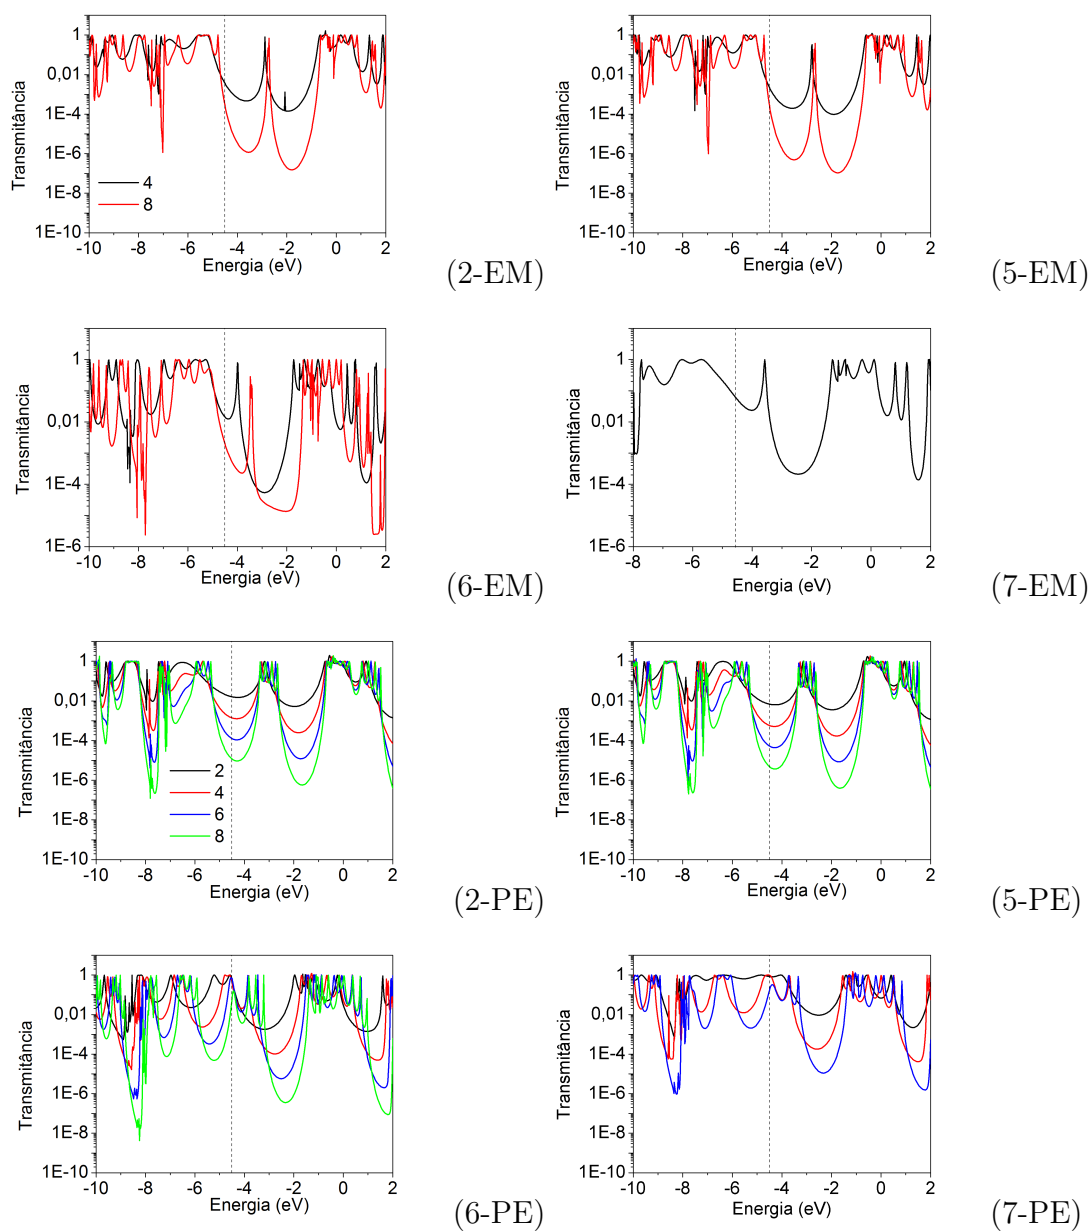 1
0,01
1E-4
1E-6
1E-8
1E-10
Transmitância
4
8
-10 -8 -6 -4 -2 0 2
Energia (eV)
(2-EM)
1
0,01
1E-4
1E-6
1E-8
1E-10
Transmitância
-10 -8 -6 -4 -2 0 2
Energia (eV)
(5-EM)
1
0,01
1E-4
1E-6
Transmitância
-10 -8 -6 -4 -2 0 2
Energia (eV)
(6-EM)
1
0,01
1E-4
1E-6
Transmitância
-8 -6 -4 -2 0 2
Energia (eV)
(7-EM)
1
0,01
1E-4
1E-6
1E-8
1E-10
Transmitância
2
4
6
8
-10 -8 -6 -4 -2 0 2
Energia (eV)
(2-PE)
1
0,01
1E-4
1E-6
1E-8
1E-10
Transmitância
-10 -8 -6 -4 -2 0 2
Energia (eV)
(5-PE)
1
0,01
1E-4
1E-6
1E-8
1E-10
Transmitância
-10 -8 -6 -4 -2 0 2
Energia (eV)
(6-PE)
1
0,01
1E-4
1E-6
1E-8
1E-10
Transmitância
-10 -8 -6 -4 -2 0 2
Energia (eV)
(7-PE)